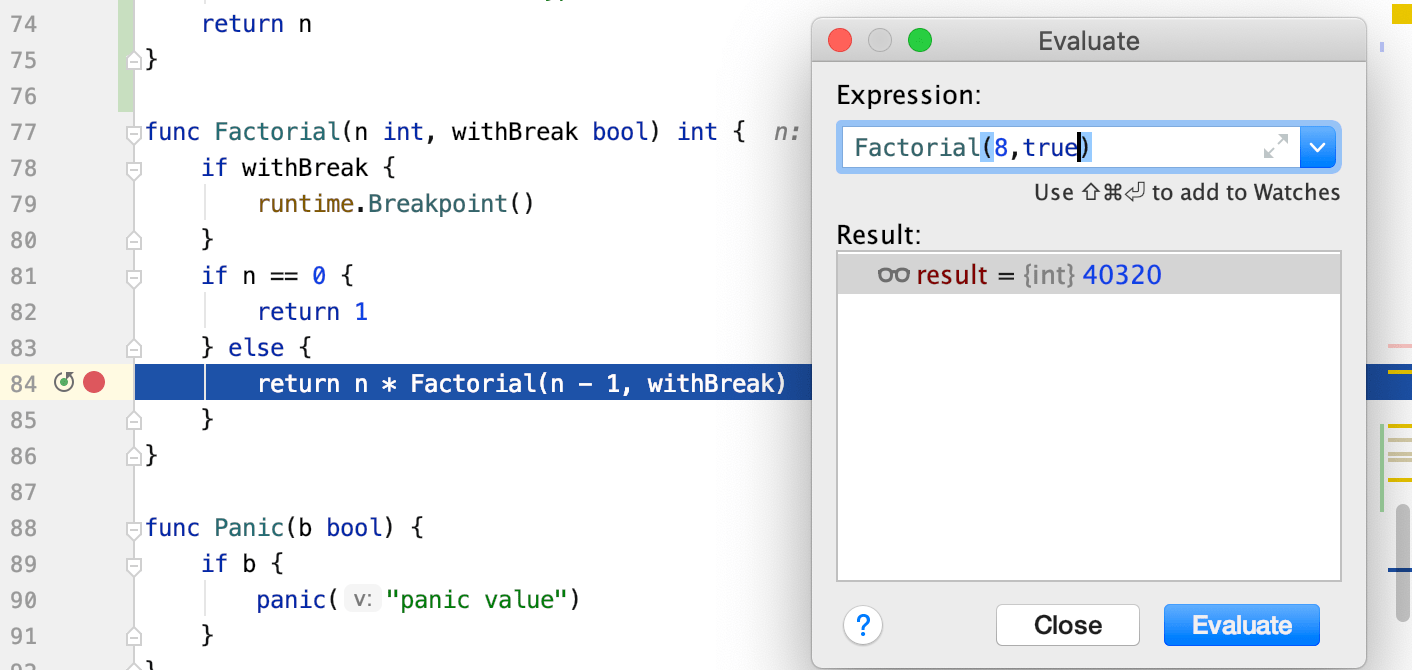 74 return n
75 }
76
77 func Factorial(n int, withBreak bool) int { n:
78 if withBreak {
79 runtime.Breakpoint()
80 }
81 if n == 0 {
82 return 1
83 } else {
84 return n * Factorial(n - 1, withBreak)
85 }
86 }
87
88 func Panic(b bool) {
89 if b {
90 panic( v: "panic value")
91 }
Evaluate
Expression:
Factorial(8,true)
Use ⇧⌘⏎ to add to Watches
Result:
result = {int} 40320
?
Close
Evaluate